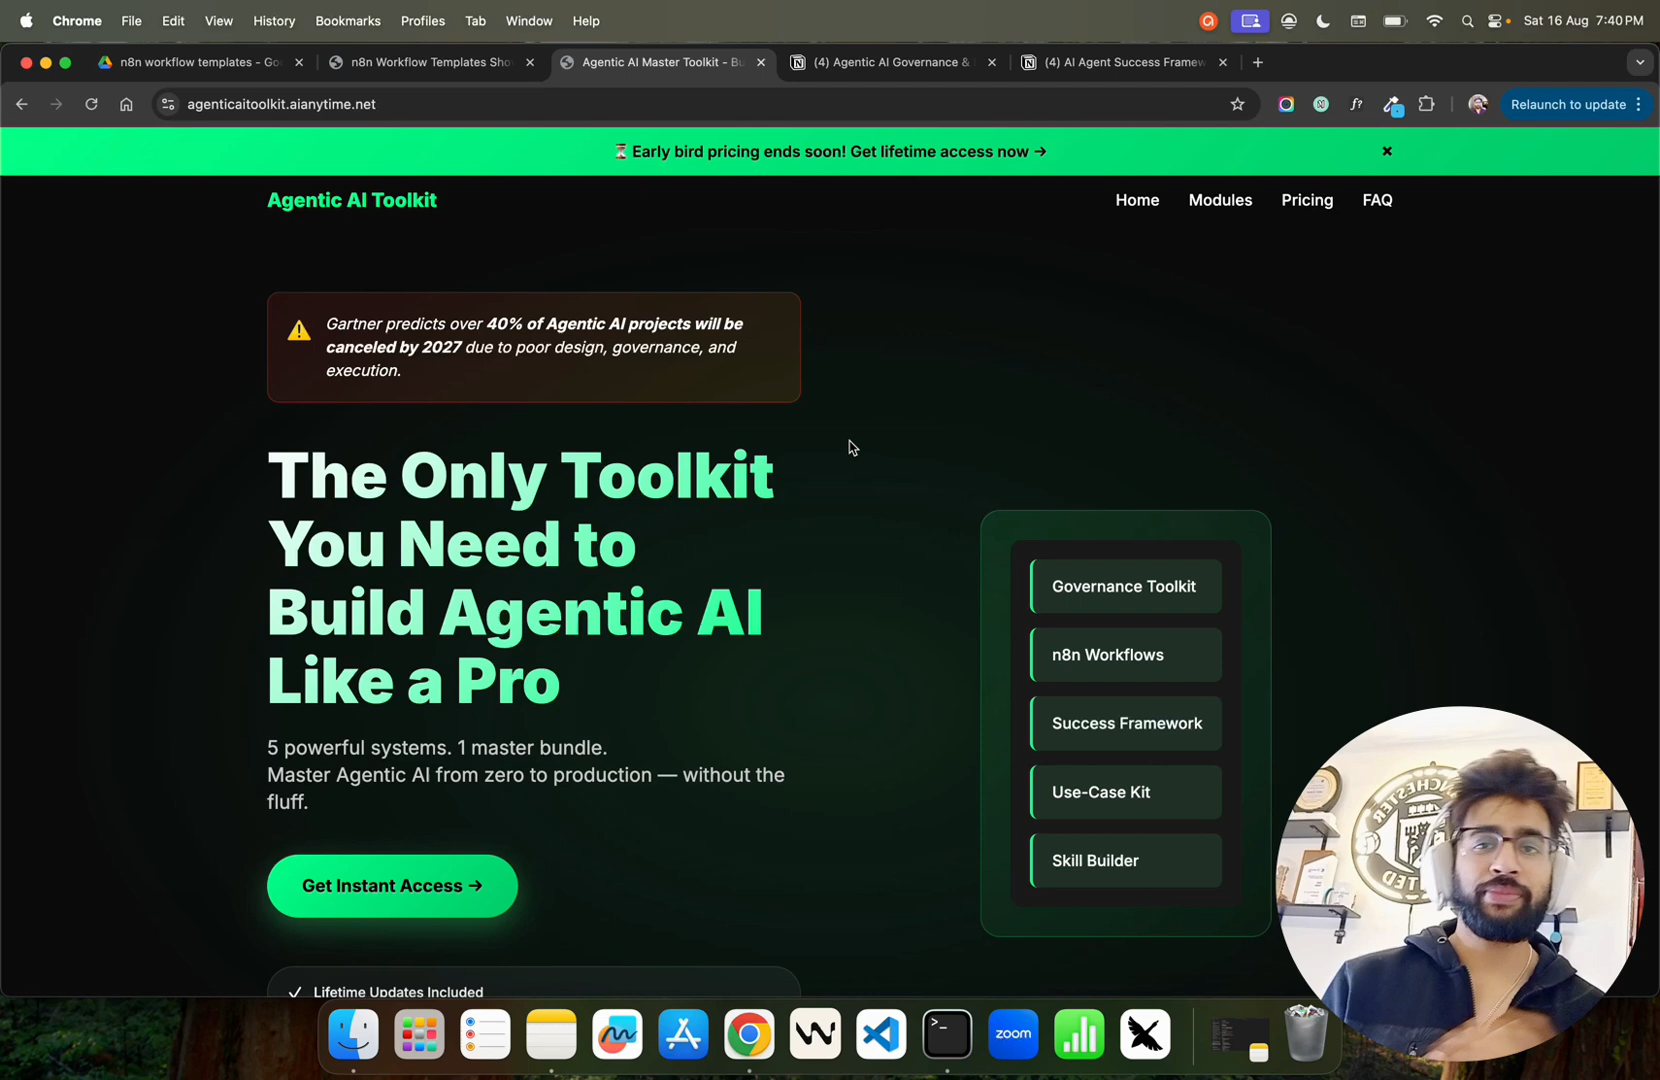 Chrome File Edit View History Bookmarks Profiles Tab Window Help Sat 16 Aug 7:40 PM
n8n workflow templates - Go n8n Workflow Templates Sho Agentic AI Master Toolkit - Bu (4) Agentic AI Governance & (4) AI Agent Success Framew
agenticaitoolkit.aianytime.net Relaunch to update
⏳ Early bird pricing ends soon! Get lifetime access now →
Agentic AI Toolkit Home Modules Pricing FAQ
Gartner predicts over 40% of Agentic AI projects will be
canceled by 2027 due to poor design, governance, and
execution.
The Only Toolkit
You Need to
Build Agentic AI
Like a Pro
5 powerful systems. 1 master bundle.
Master Agentic AI from zero to production — without the
fluff.
Get Instant Access →
✓ Lifetime Updates Included
Governance Toolkit
n8n Workflows
Success Framework
Use-Case Kit
Skill Builder
zoom